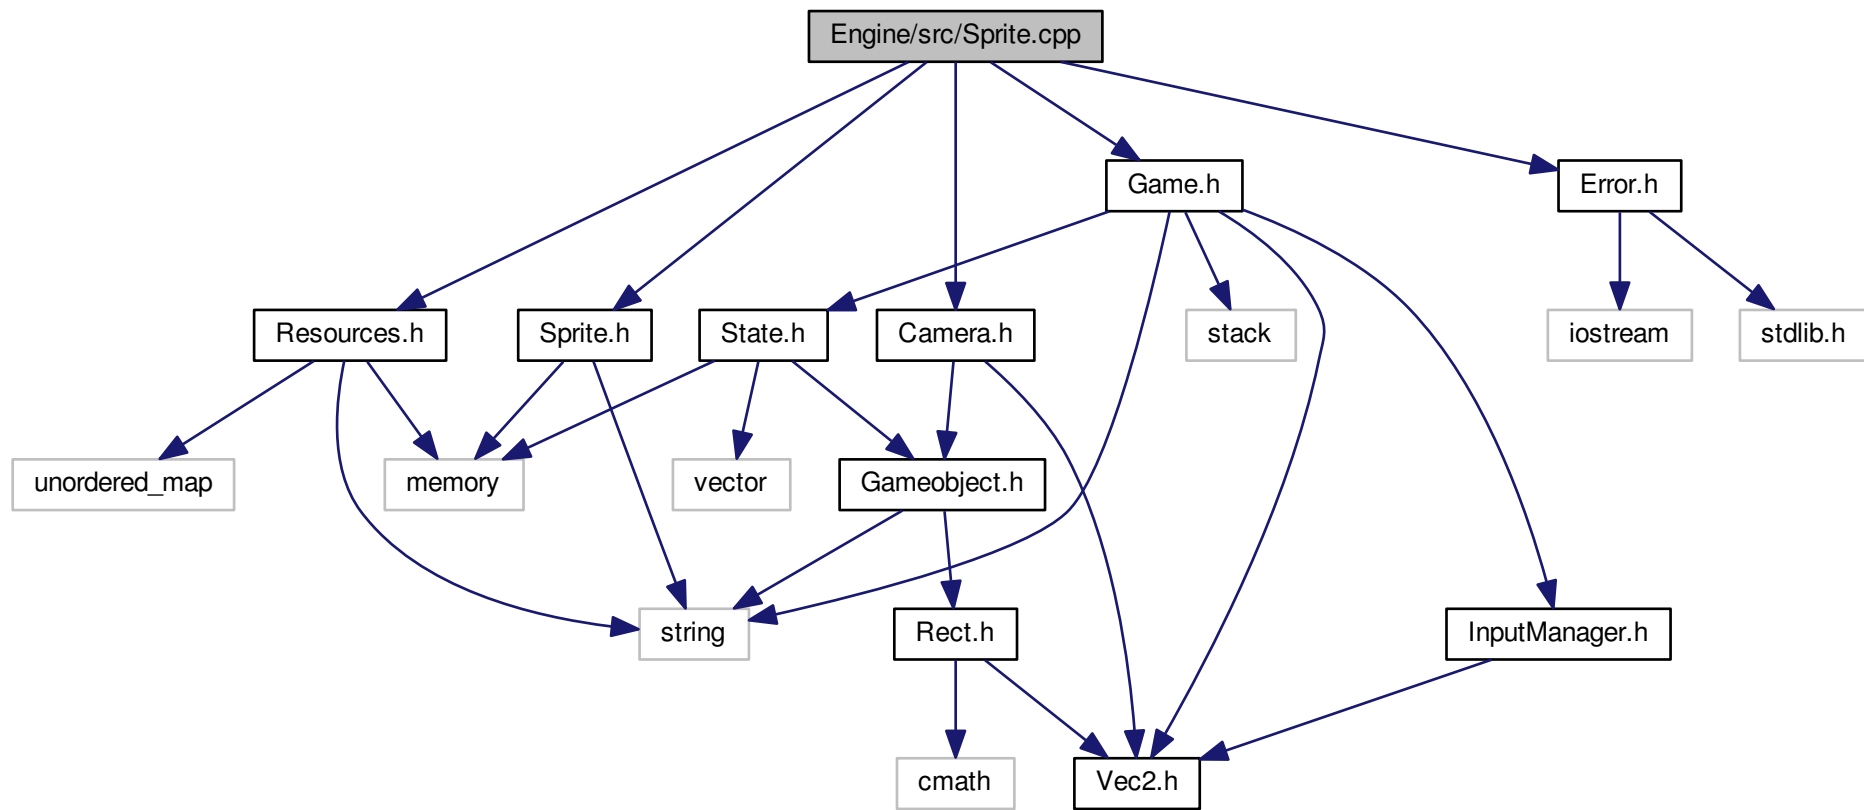 Engine/src/Sprite.cpp
Game.h
Error.h
Resources.h
Sprite.h
State.h
Camera.h
stack
iostream
stdlib.h
unordered_map
memory
vector
Gameobject.h
string
Rect.h
InputManager.h
cmath
Vec2.h